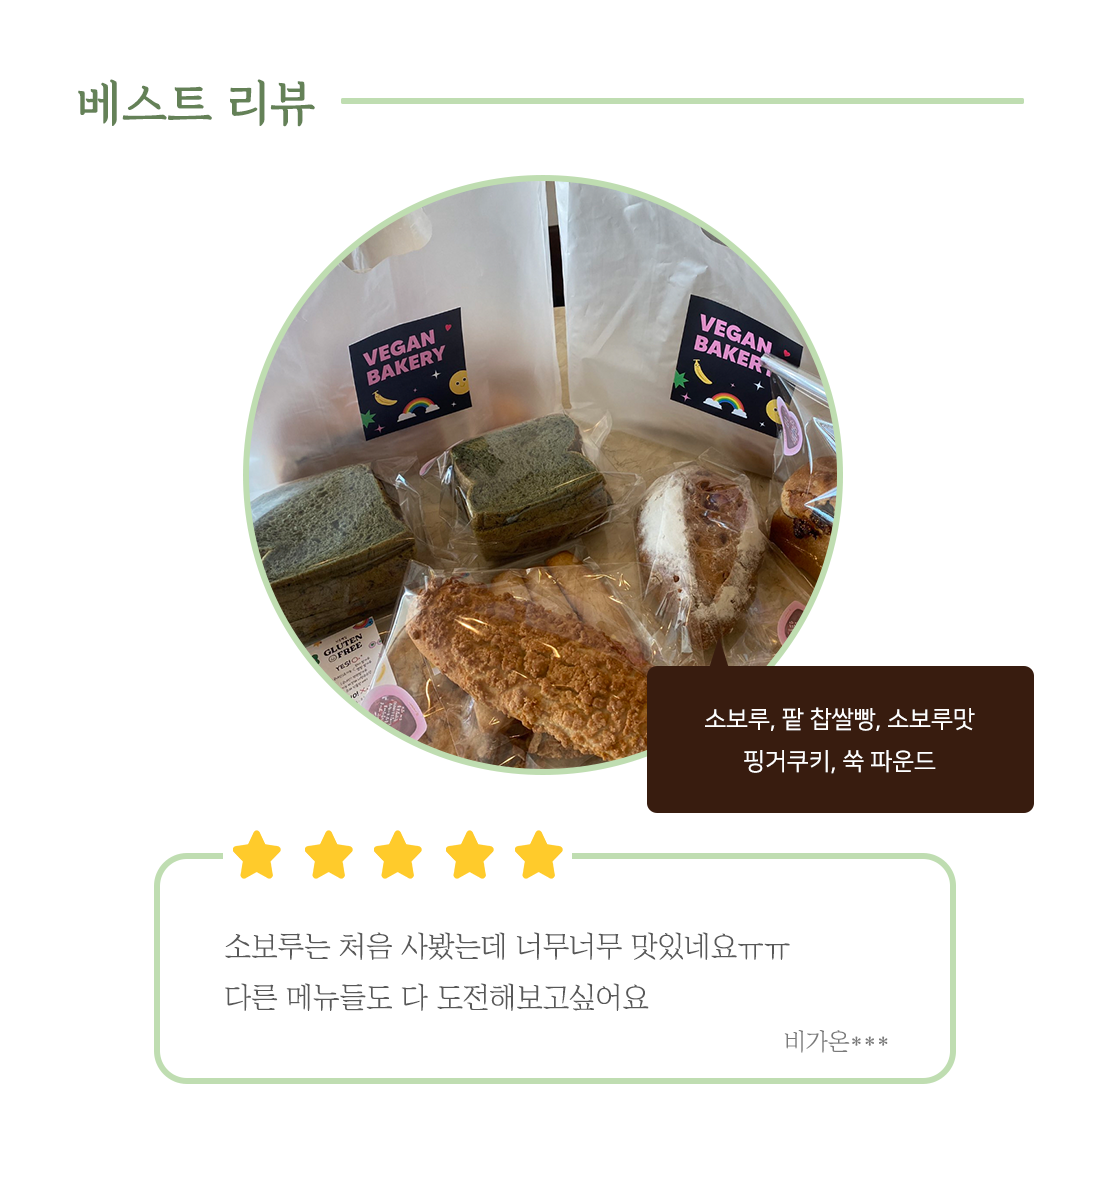 베스트 리뷰
VEGAN
BAKERY
VEGAN
BAKERY
GLUTEN
FREE
YES!
소보루, 팥 찹쌀빵, 소보루맛
핑거쿠키, 쑥 파운드
소보루는 처음 사봤는데 너무너무 맛있네요ㅠㅠ
다른 메뉴들도 다 도전해보고싶어요
비가온***